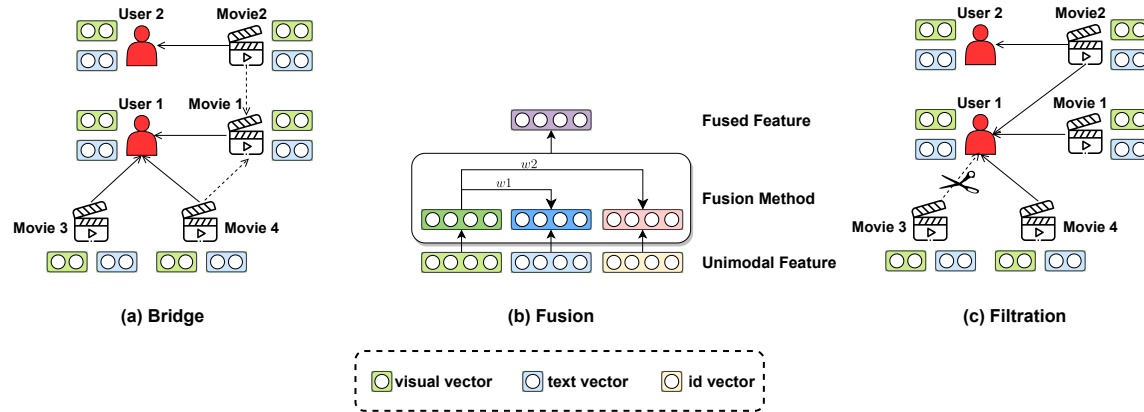 User 2
Movie2
User 1
Movie 1
Movie 3
Movie 4
(a) Bridge
Fused Feature
w2
w1
Fusion Method
Unimodal Feature
(b) Fusion
User 2
Movie2
User 1
Movie 1
Movie 3
Movie 4
(c) Filtration
visual vector
text vector
id vector